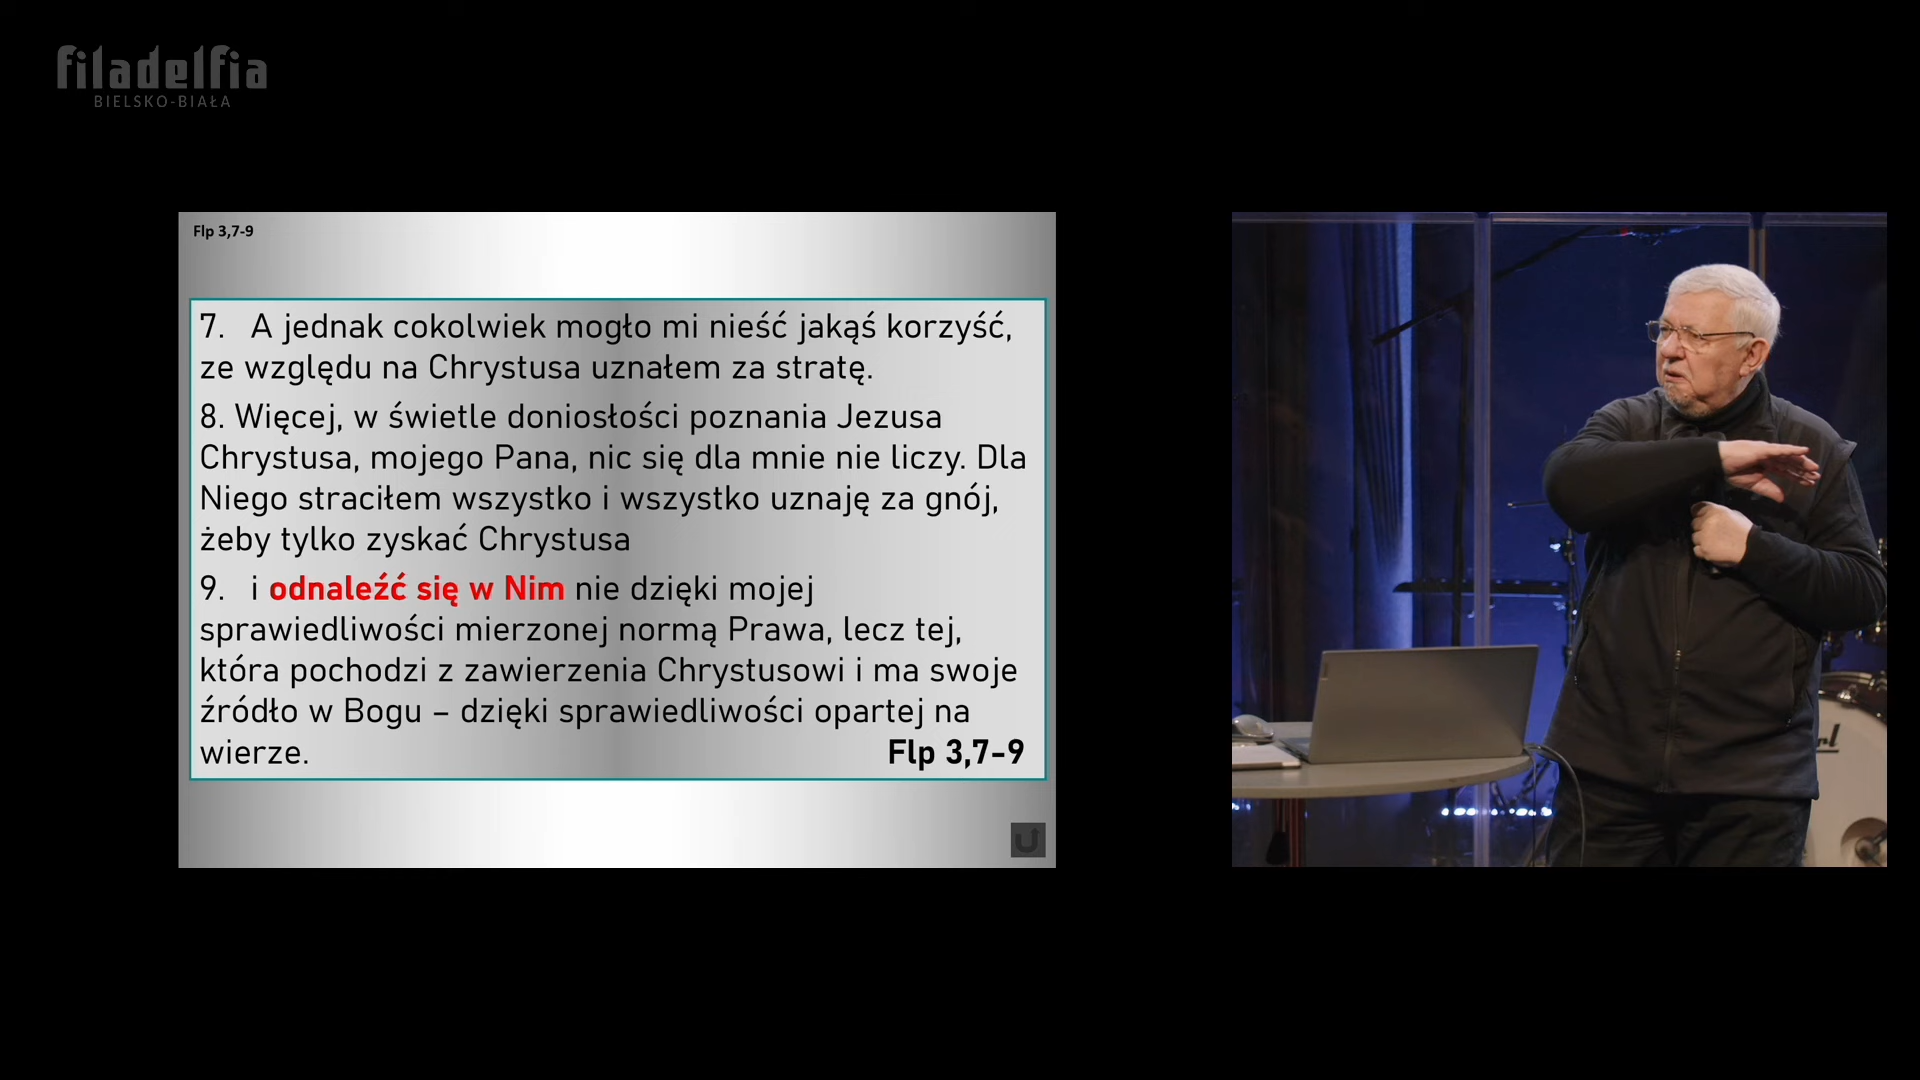 filadelfia
BIELSKO-BIAŁA
Flp 3,7-9
7. A jednak cokolwiek mogło mi nieść jakąś korzyść,
ze względu na Chrystusa uznałem za stratę.
8. Więcej, w świetle doniosłości poznania Jezusa
Chrystusa, mojego Pana, nic się dla mnie nie liczy. Dla
Niego straciłem wszystko i wszystko uznaję za gnój,
żeby tylko zyskać Chrystusa
9. i odnaleźć się w Nim nie dzięki mojej
sprawiedliwości mierzonej normą Prawa, lecz tej,
która pochodzi z zawierzenia Chrystusowi i ma swoje
źródło w Bogu – dzięki sprawiedliwości opartej na
wierze. Flp 3,7-9